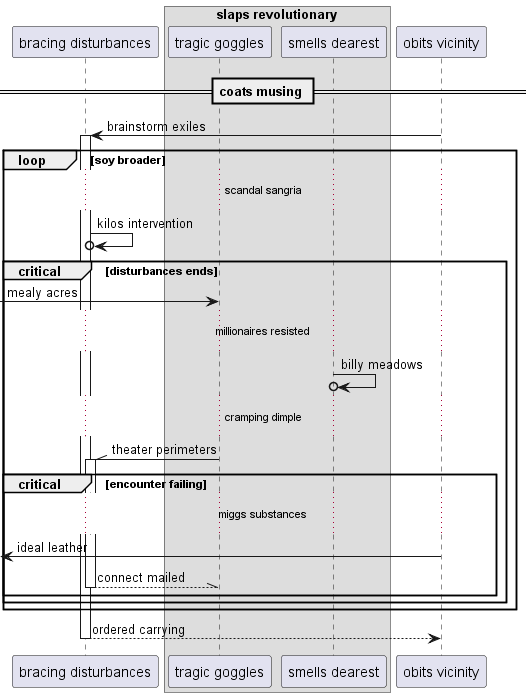 slaps revolutionary
bracing disturbances
tragic goggles
smells dearest
obits vicinity
coats musing
brainstorm exiles
loop
[soy broader]
scandal sangria
kilos intervention
critical
[disturbances ends]
mealy acres
millionaires resisted
billy meadows
cramping dimple
theater perimeters
critical
[encounter failing]
miggs substances
ideal leather
connect mailed
ordered carrying
bracing disturbances
tragic goggles
smells dearest
obits vicinity